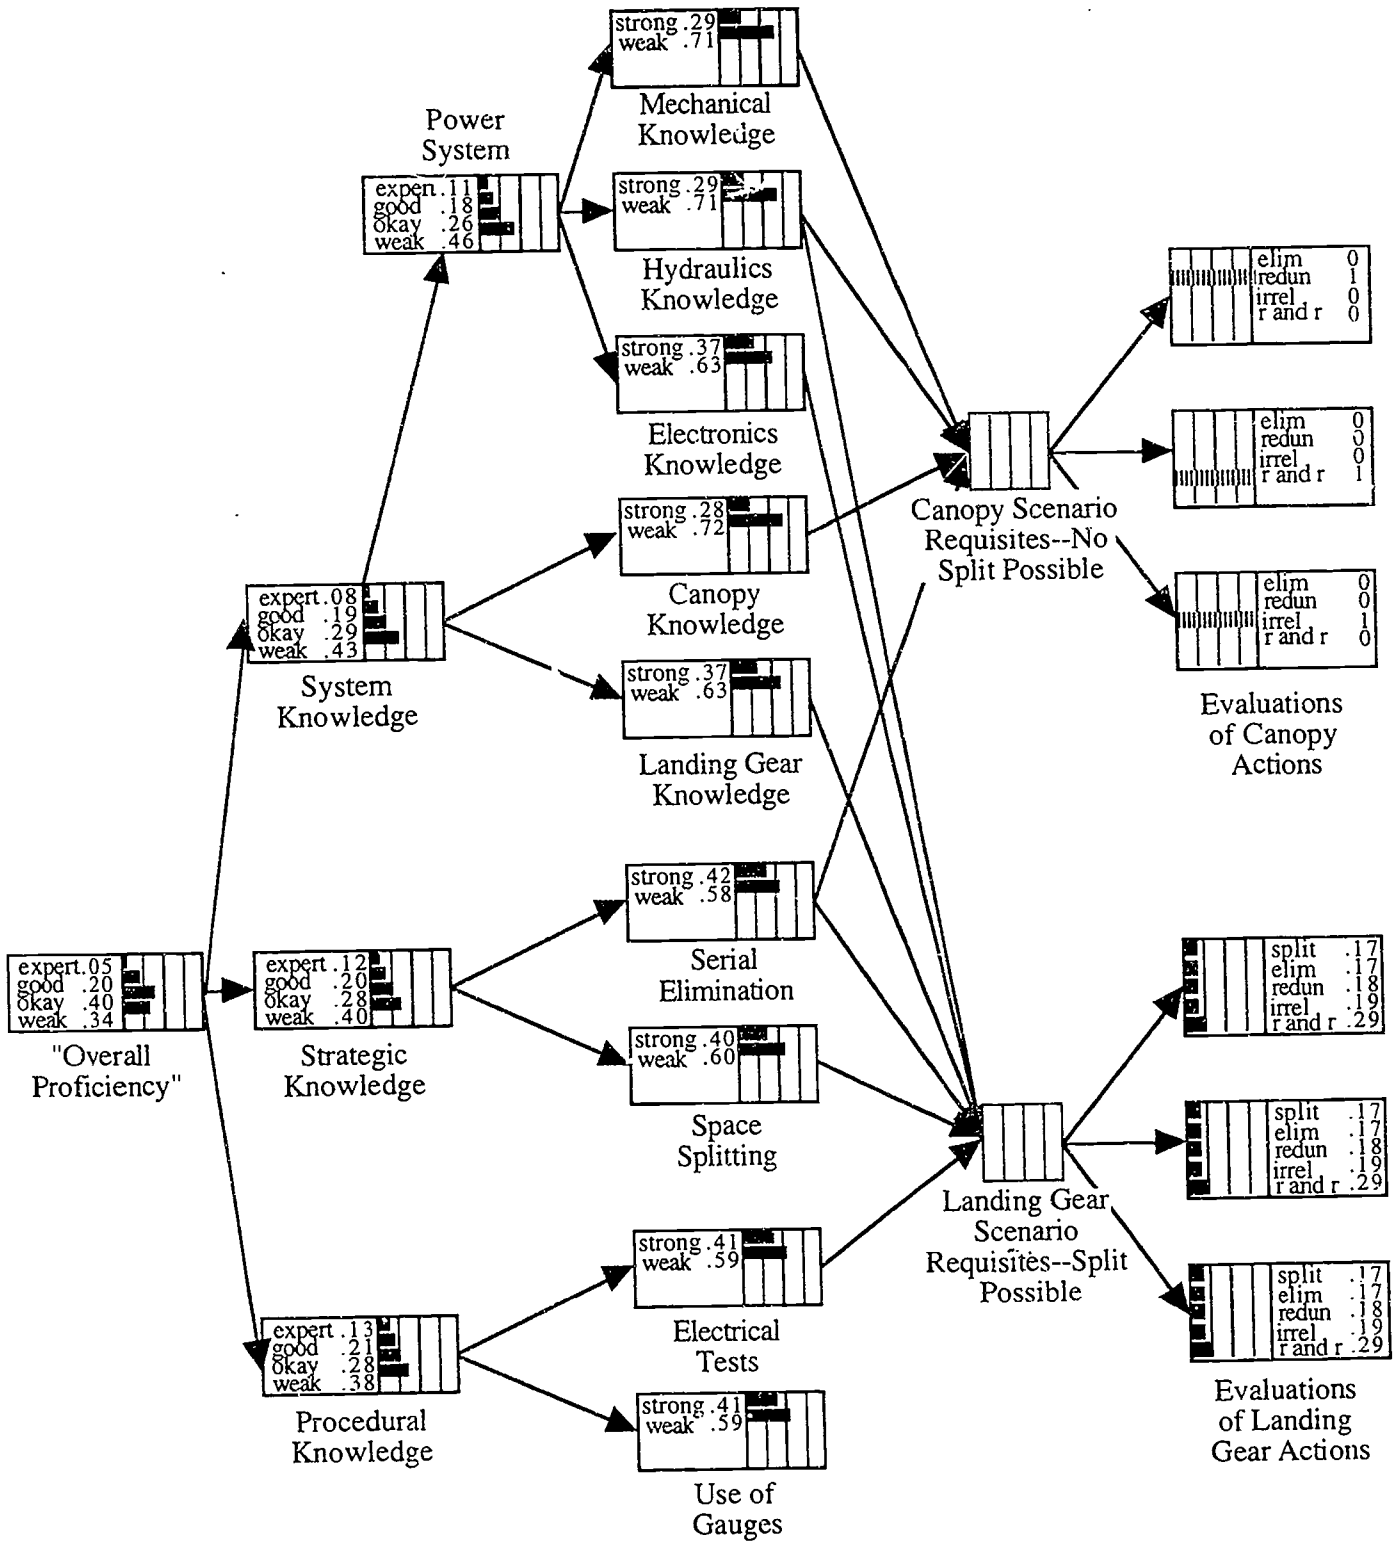 strong .29
weak .71
Mechanical
Knowledge
Power
System
expert .11
good .18
okay .26
weak .46
strong .29
weak .71
Hydraulics
Knowledge
strong .37
weak .63
Electronics
Knowledge
strong .28
weak .72
Canopy
Knowledge
expert .08
good .19
okay .29
weak .43
System
Knowledge
strong .37
weak .63
Landing Gear
Knowledge
strong .42
weak .58
Serial
Elimination
expert .05
good .20
okay .40
weak .34
"Overall
Proficiency"
expert .12
good .20
okay .28
weak .40
Strategic
Knowledge
strong .40
weak .60
Space
Splitting
strong .41
weak .59
Electrical
Tests
expert .13
good .21
okay .28
weak .38
Procedural
Knowledge
strong .41
weak .59
Use of
Gauges
Canopy Scenario
Requisites--No
Split Possible
Landing Gear
Scenario
Requisites--Split
Possible
elim 0
redun 1
irrel 0
r and r 0
elim 0
redun 0
irrel 0
r and r 1
elim 0
redun 0
irrel 1
r and r 0
Evaluations
of Canopy
Actions
split .17
elim .17
redun .18
irrel .19
r and r .29
split .17
elim .17
redun .18
irrel .19
r and r .29
split .17
elim .17
redun .18
irrel .19
r and r .29
Evaluations
of Landing
Gear Actions